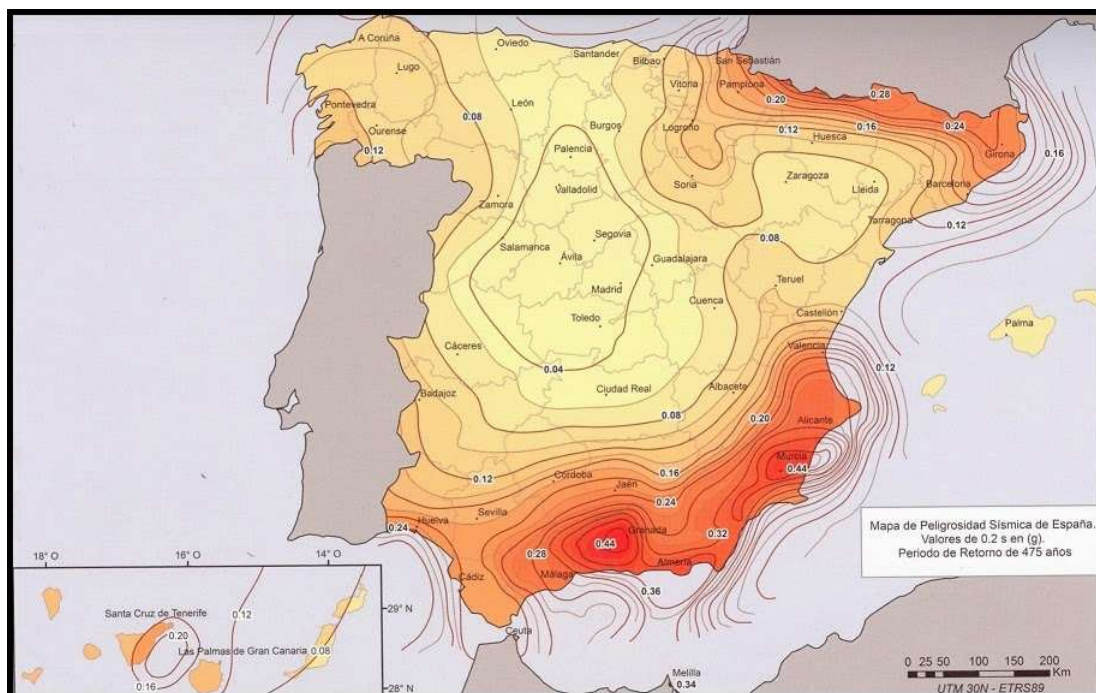 A Coruña
Oviedo
Santander
Bilbao
San Sebastián
Lugo
Vitoria
Pamplona
0.20
0.28
Pontevedra
León
0.08
Ourense
Burgos
Logroño
0.12
0.16
Huesca
0.24
Girona
0.16
0.12
Palencia
Soria
Zaragoza
Lleida
Barcelona
Valladolid
Zamora
Tarragona
0.12
Salamanca
Segovia
0.08
Ávila
Guadalajara
Madrid
Teruel
Cuenca
Castellón
Toledo
Palma
Cáceres
Valencia
0.04
0.12
Badajoz
Ciudad Real
Albacete
0.08
0.20
Alicante
Murcia
0.44
0.12
Córdoba
0.16
Jaén
0.24
Huelva
Sevilla
0.24
Granada
0.32
0.44
0.28
Almería
Málaga
Cádiz
0.36
Ceuta
Melilla
0.34
Mapa de Peligrosidad Sísmica de España.
Valores de 0.2 s en (g).
Periodo de Retorno de 475 años
18° O
16° O
14° O
29° N
28° N
Santa Cruz de Tenerife
0.12
0.20
Las Palmas de Gran Canaria
0.08
0.16
0 25 50 100 150 200
Km
UTM 30N - ETRS89